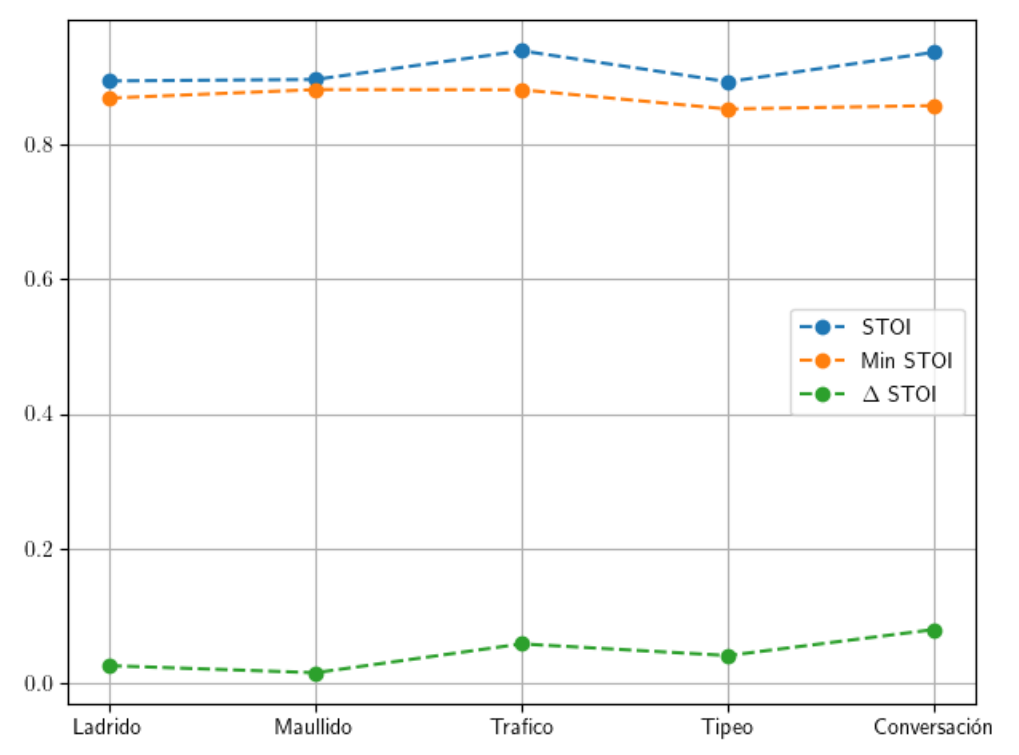 0.8
0.6
0.4
0.2
0.0
STOI
Min STOI
Δ STOI
Ladrido Maullido Trafico Tipeo Conversación